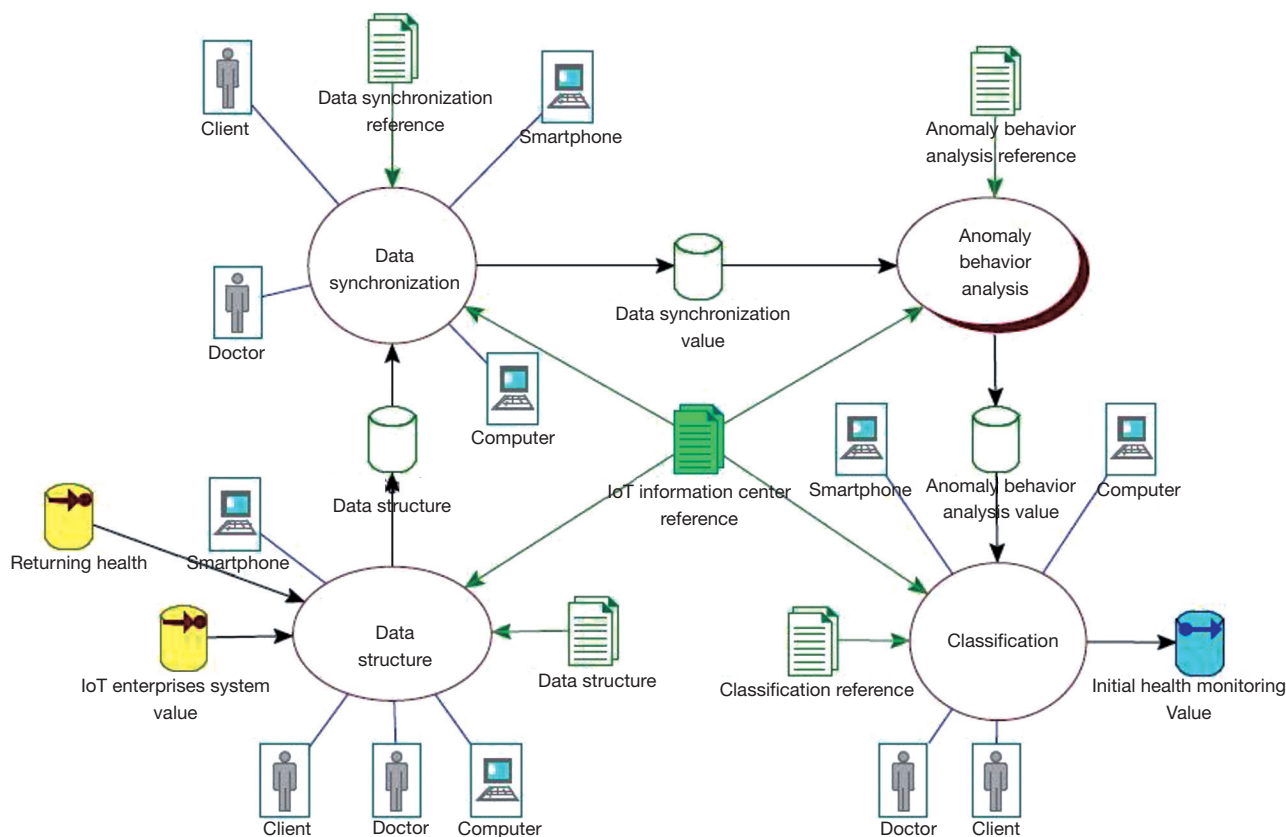 Client
Data synchronization
reference
Smartphone
Anomaly behavior
analysis reference
Data
synchronization
Anomaly
behavior
analysis
Doctor
Data synchronization
value
Computer
Data structure
IoT information center
reference
Smartphone
Anomaly behavior
analysis value
Computer
Returning health
Smartphone
Data
structure
Data structure
IoT enterprises system
value
Classification
Classification reference
Initial health monitoring
Value
Client
Doctor
Computer
Doctor
Client